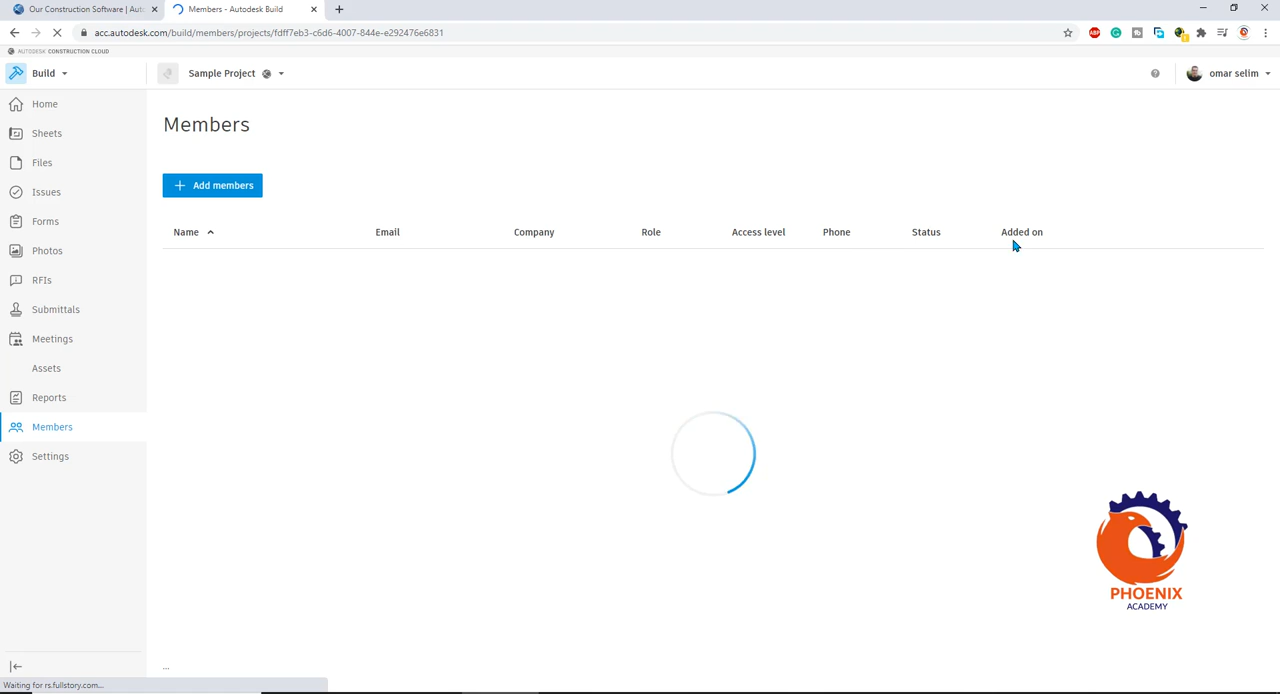 Our Construction Software | Auto
Members - Autodesk Build
acc.autodesk.com/build/members/projects/fdff7eb3-c6d6-4007-844e-e292476e6831
ABP
AUTODESK CONSTRUCTION CLOUD
Build
Sample Project
omar selim
Home
Sheets
Files
Issues
Forms
Photos
RFIs
Submittals
Meetings
Assets
Reports
Members
Settings
Members
Add members
Name Email Company Role Access level Phone Status Added on
PHOENIX
ACADEMY
...
Waiting for rs.fullstory.com...